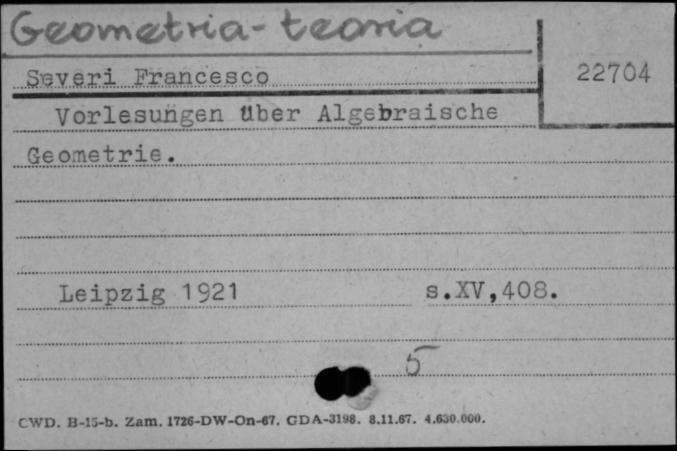 Geometria-teoria
Severi Francesco
22704
Vorlesungen über Algebraische
Geometrie.
Leipzig 1921 s.XV,408.
5
CWD. B-15-b. Zam. 1726-DW-On-67. GDA-3198. 8.11.67. 4.630.000.